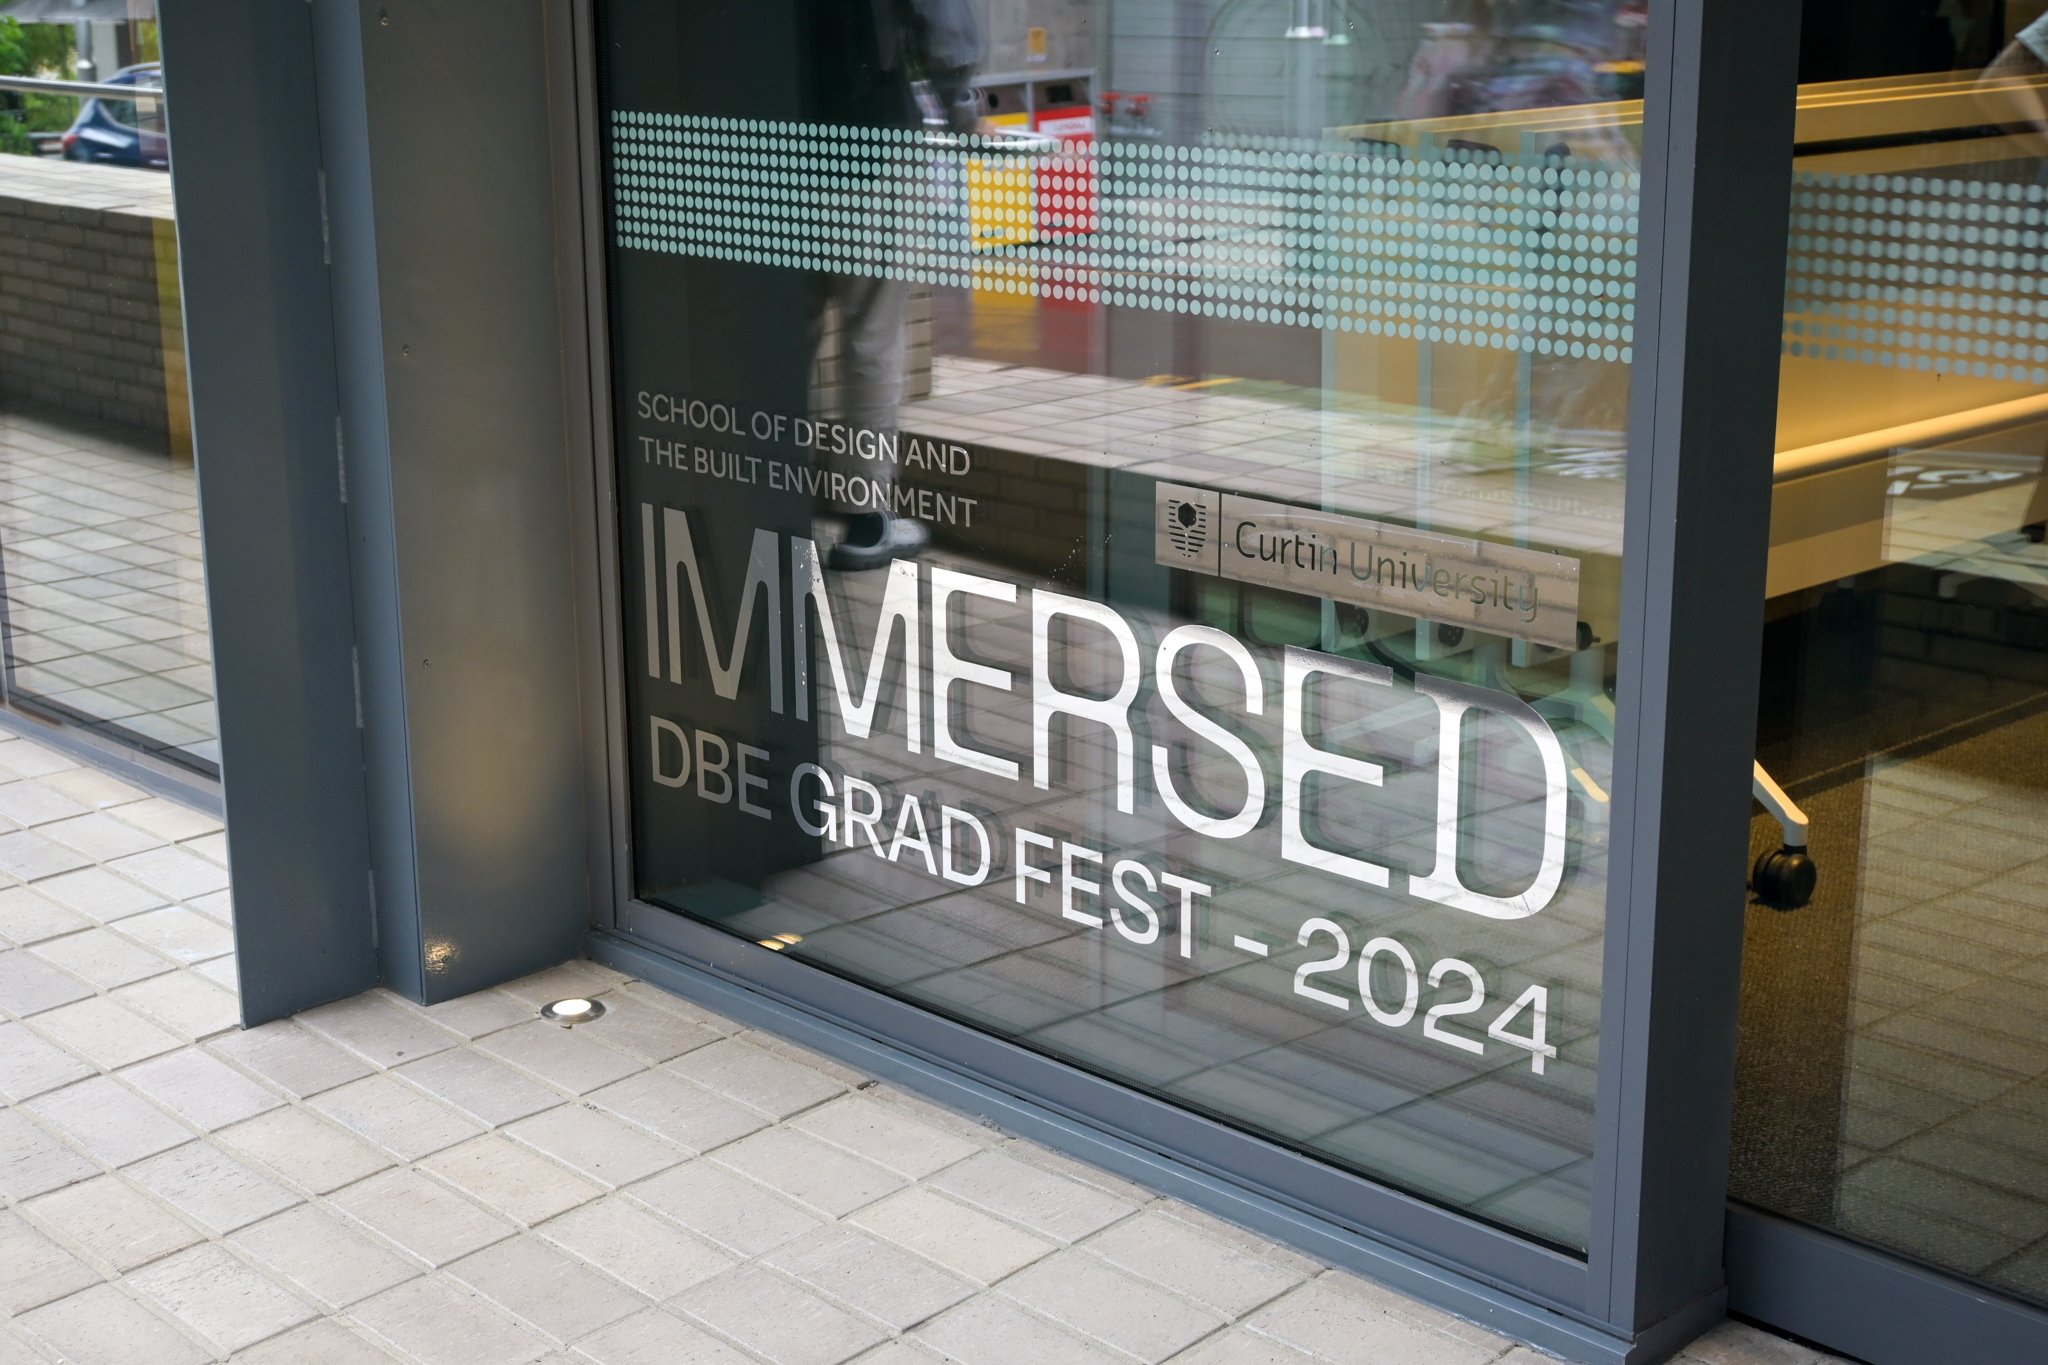 SCHOOL OF DESIGN AND
THE BUILT ENVIRONMENT
Curtin University
IMMERSED
DBE GRAD FEST - 2024